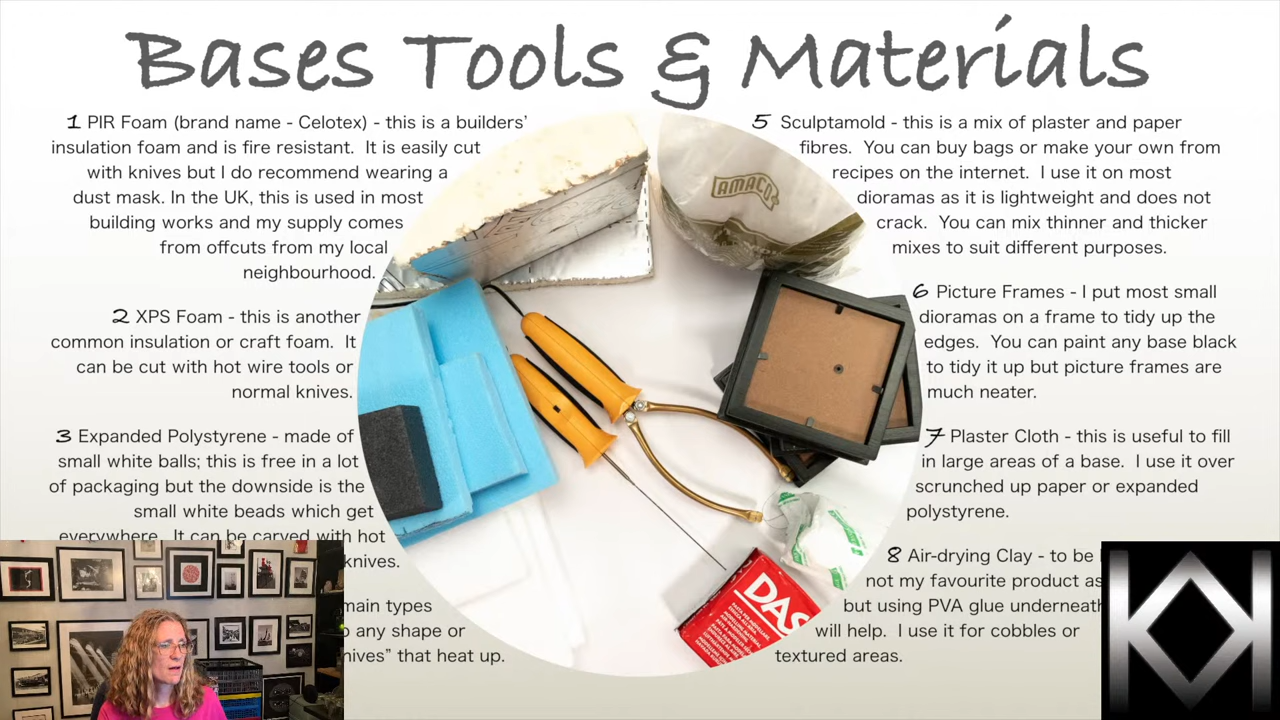 Bases Tools & Materials
1 PIR Foam (brand name - Celotex) - this is a builders'
insulation foam and is fire resistant. It is easily cut
with knives but I do recommend wearing a
dust mask. In the UK, this is used in most
building works and my supply comes
from offcuts from my local
neighbourhood.
2 XPS Foam - this is another
common insulation or craft foam. It
can be cut with hot wire tools or
normal knives.
3 Expanded Polystyrene - made of
small white balls; this is free in a lot
of packaging but the downside is the
small white beads which get
everywhere. It can be carved with hot
knives.
main types
any shape or
that heat up.
AMACO
DAS
5 Sculptamold - this is a mix of plaster and paper
fibres. You can buy bags or make your own from
recipes on the internet. I use it on most
dioramas as it is lightweight and does not
crack. You can mix thinner and thicker
mixes to suit different purposes.
6 Picture Frames - I put most small
dioramas on a frame to tidy up the
edges. You can paint any base black
to tidy it up but picture frames are
much neater.
7 Plaster Cloth - this is useful to fill
in large areas of a base. I use it over
scrunched up paper or expanded
polystyrene.
8 Air-drying Clay - to be
not my favourite product as
but using PVA glue underneath
will help. I use it for cobbles or
textured areas.